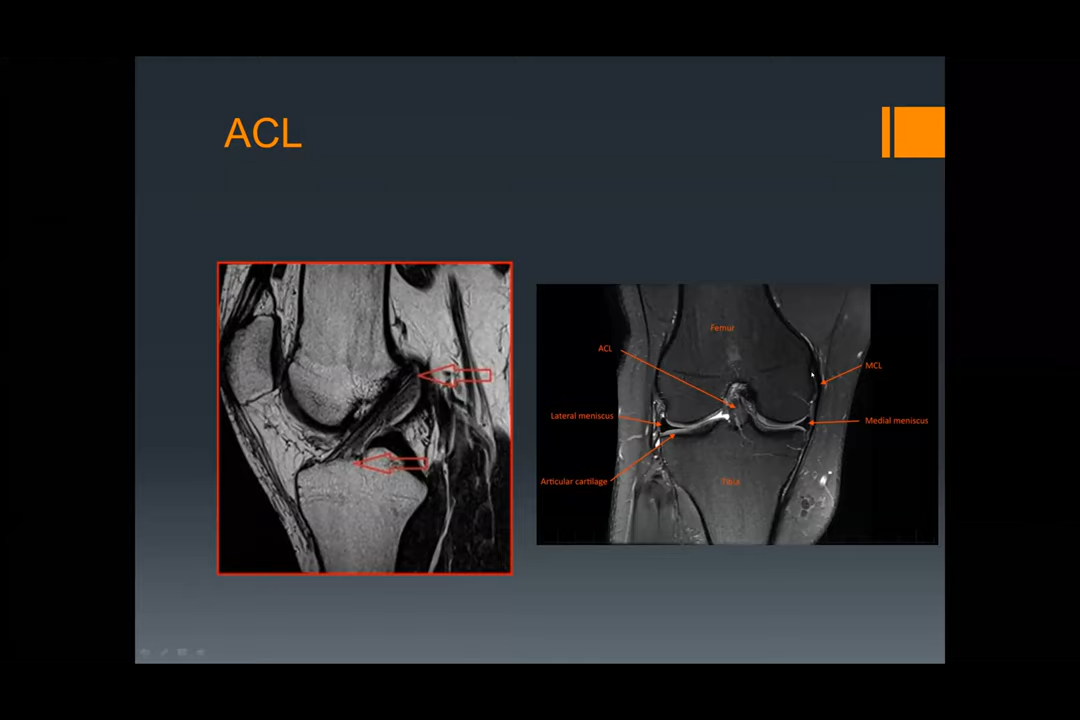 ACL
Femur
ACL
MCL
Lateral meniscus
Medial meniscus
Articular cartilage
Tibia